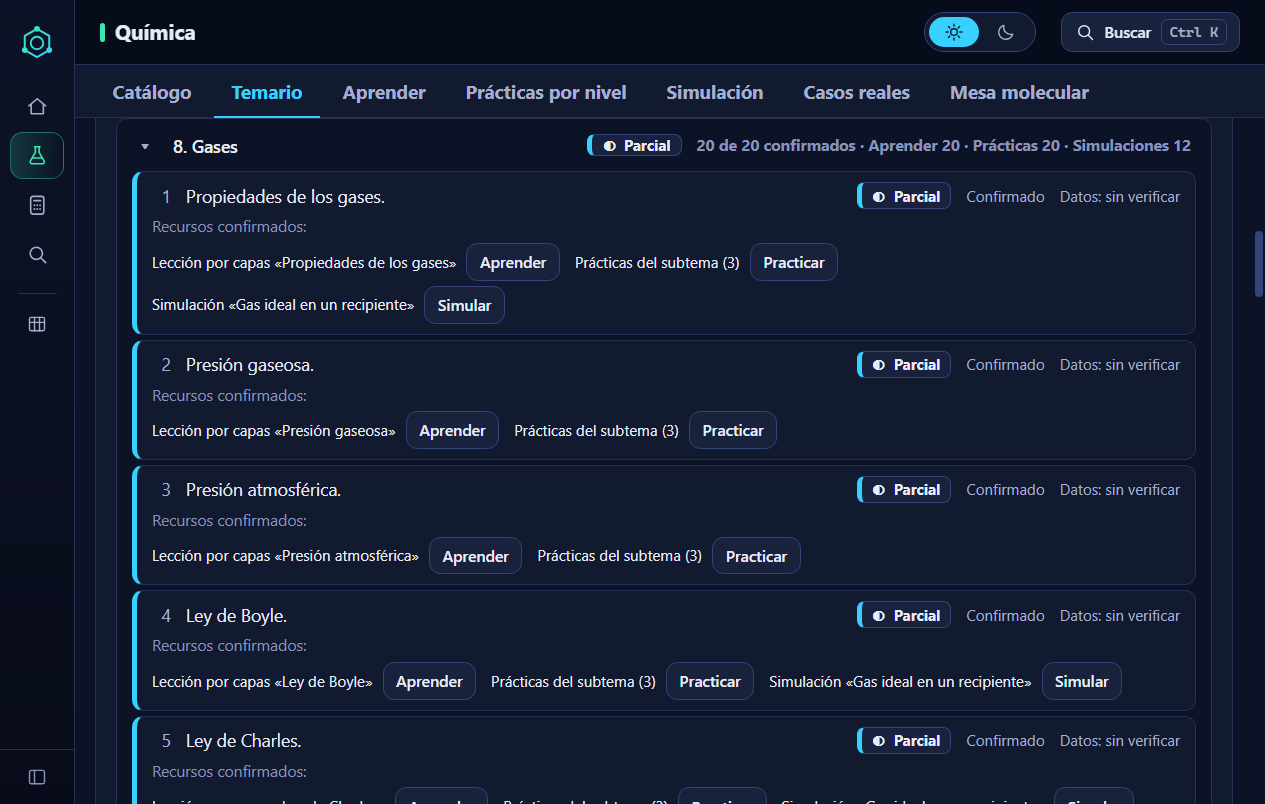 Química
Buscar Ctrl K
Catálogo Temario Aprender Prácticas por nivel Simulación Casos reales Mesa molecular
8. Gases Parcial 20 de 20 confirmados · Aprender 20 · Prácticas 20 · Simulaciones 12
1 Propiedades de los gases. Parcial Confirmado Datos: sin verificar
Recursos confirmados:
Lección por capas «Propiedades de los gases» Aprender Prácticas del subtema (3) Practicar
Simulación «Gas ideal en un recipiente» Simular
2 Presión gaseosa. Parcial Confirmado Datos: sin verificar
Recursos confirmados:
Lección por capas «Presión gaseosa» Aprender Prácticas del subtema (3) Practicar
3 Presión atmosférica. Parcial Confirmado Datos: sin verificar
Recursos confirmados:
Lección por capas «Presión atmosférica» Aprender Prácticas del subtema (3) Practicar
4 Ley de Boyle. Parcial Confirmado Datos: sin verificar
Recursos confirmados:
Lección por capas «Ley de Boyle» Aprender Prácticas del subtema (3) Practicar Simulación «Gas ideal en un recipiente» Simular
5 Ley de Charles. Parcial Confirmado Datos: sin verificar
Recursos confirmados: